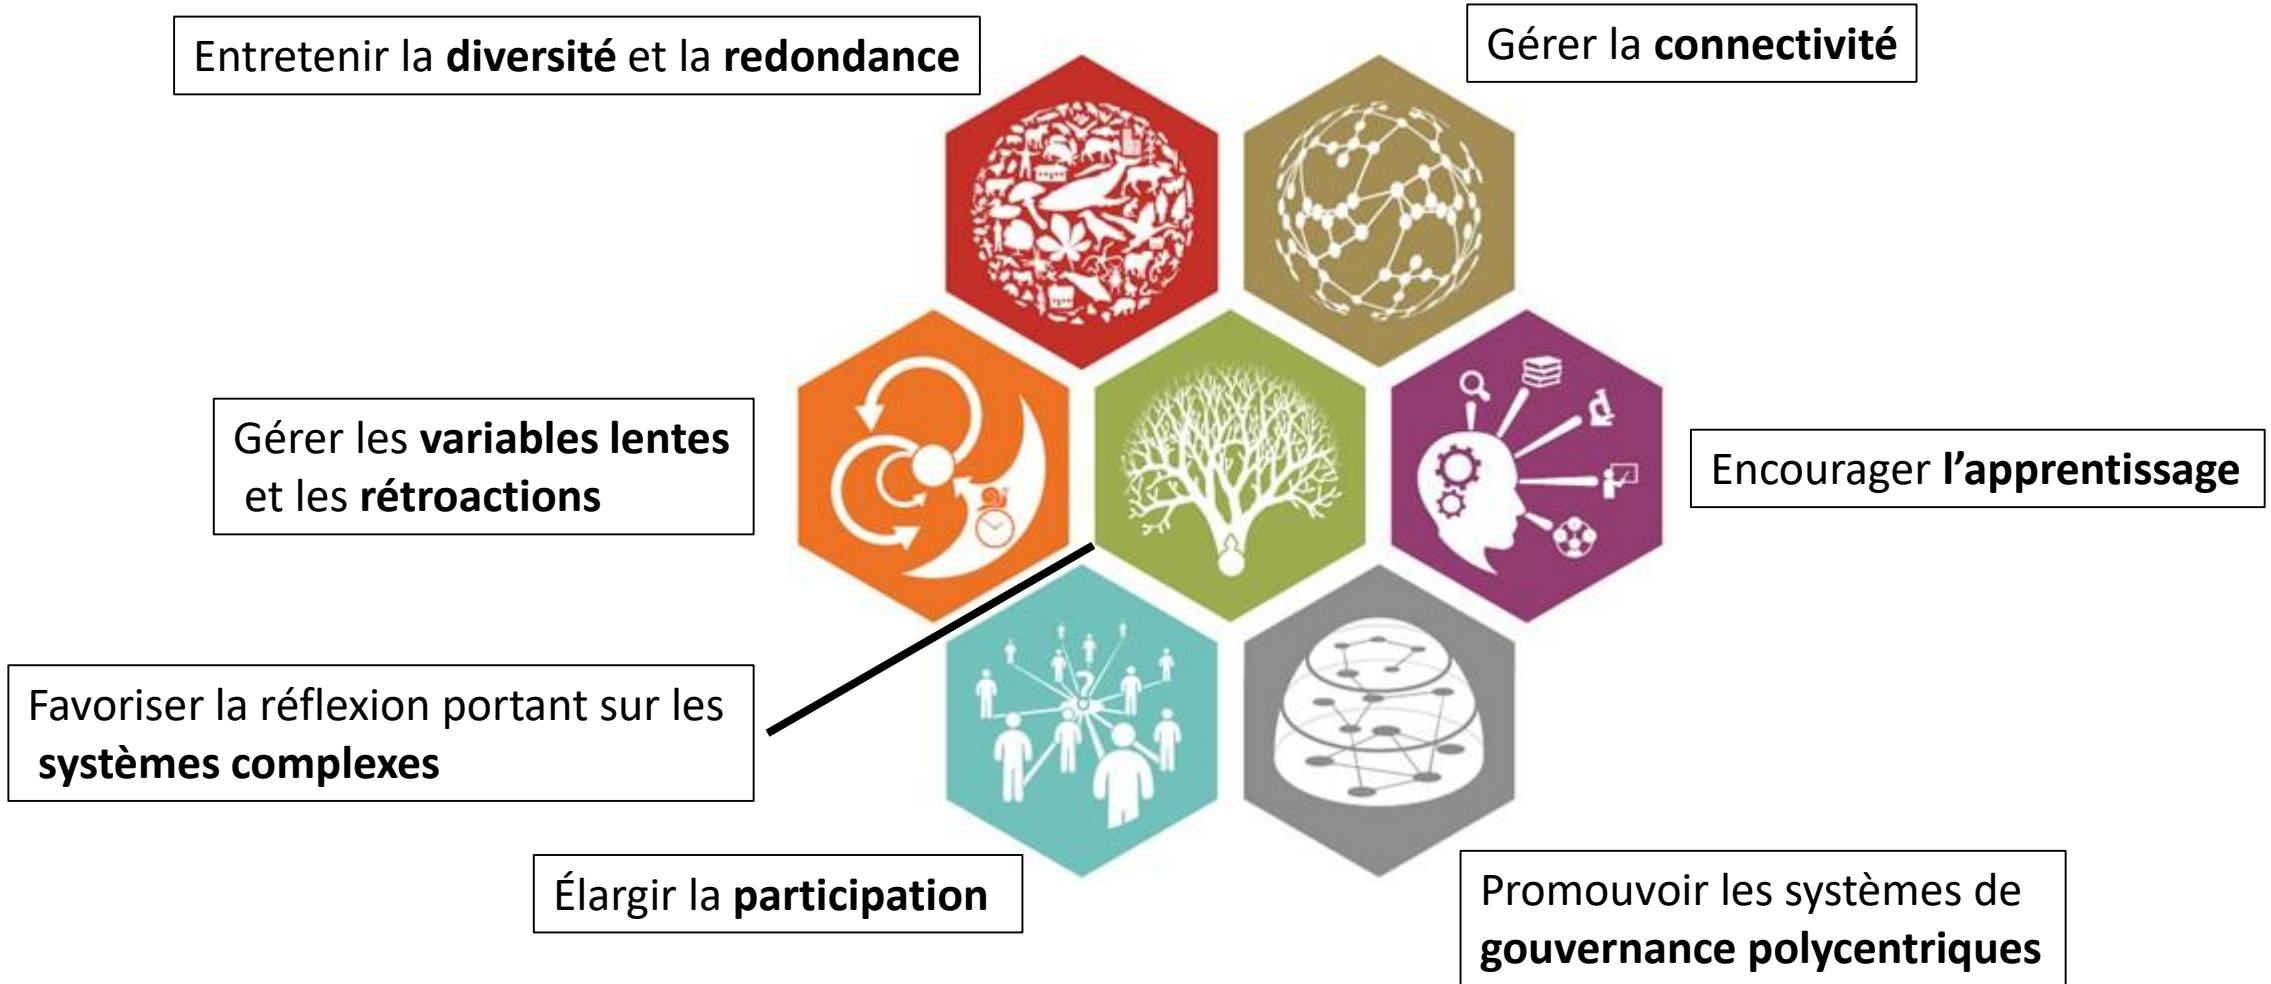 Entretenir la diversité et la redondance
Gérer la connectivité
Gérer les variables lentes
et les rétroactions
Encourager l’apprentissage
Favoriser la réflexion portant sur les
systèmes complexes
?
Élargir la participation
Promouvoir les systèmes de
gouvernance polycentriques